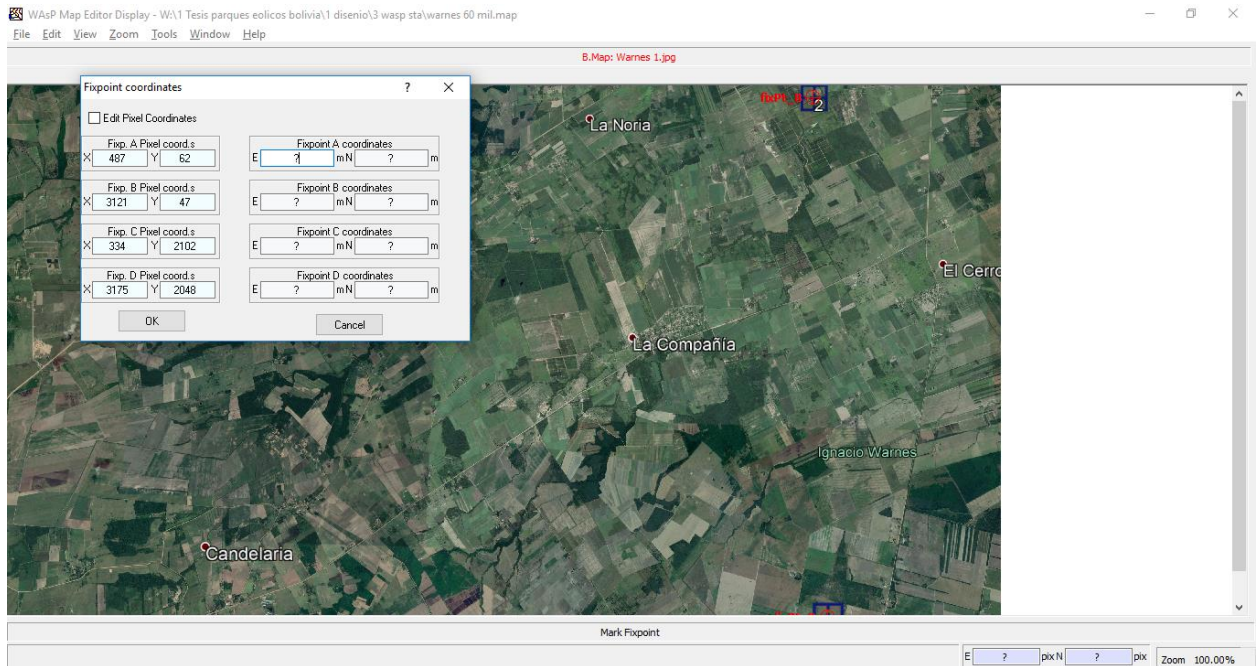 WAsP Map Editor Display - W:\1 Tesis parques eolicos bolivia\1 disenio\3 wasp sta\warnes 60 mil.map
File Edit View Zoom Tools Window Help
B.Map: Warnes 1.jpg
Fixpoint coordinates ?
Edit Pixel Coordinates
Fixp. A Pixel coord.s Fixpoint A coordinates
X 487 Y 62 E ? m N ? m
Fixp. B Pixel coord.s Fixpoint B coordinates
X 3121 Y 47 E ? m N ? m
Fixp. C Pixel coord.s Fixpoint C coordinates
X 334 Y 2102 E ? m N ? m
Fixp. D Pixel coord.s Fixpoint D coordinates
X 3175 Y 2048 E ? m N ? m
OK Cancel
2
La Noria
El Cerro
La Compañía
Ignacio Warnes
Candelaria
Mark Fixpoint
E ? pix N ? pix Zoom 100.00%